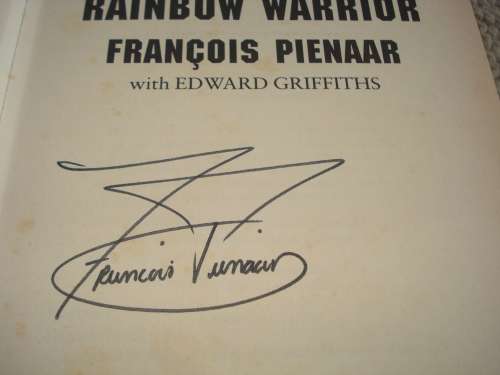 RAINBOW WARRIOR
FRANÇOIS PIENAAR
with EDWARD GRIFFITHS
Francois Pienaar